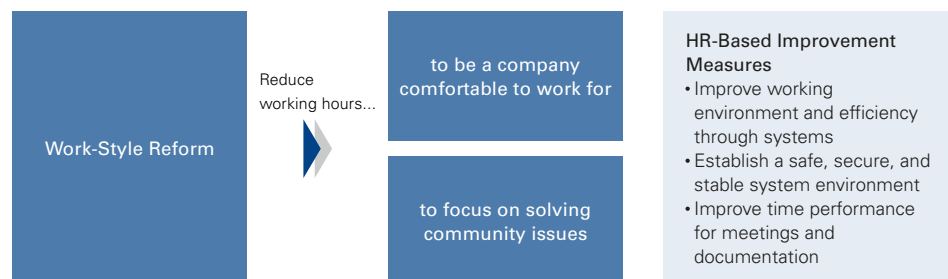 Work-Style Reform
Reduce
working hours...
to be a company
comfortable to work for
to focus on solving
community issues
HR-Based Improvement
Measures
• Improve working
environment and efficiency
through systems
• Establish a safe, secure, and
stable system environment
• Improve time performance
for meetings and
documentation